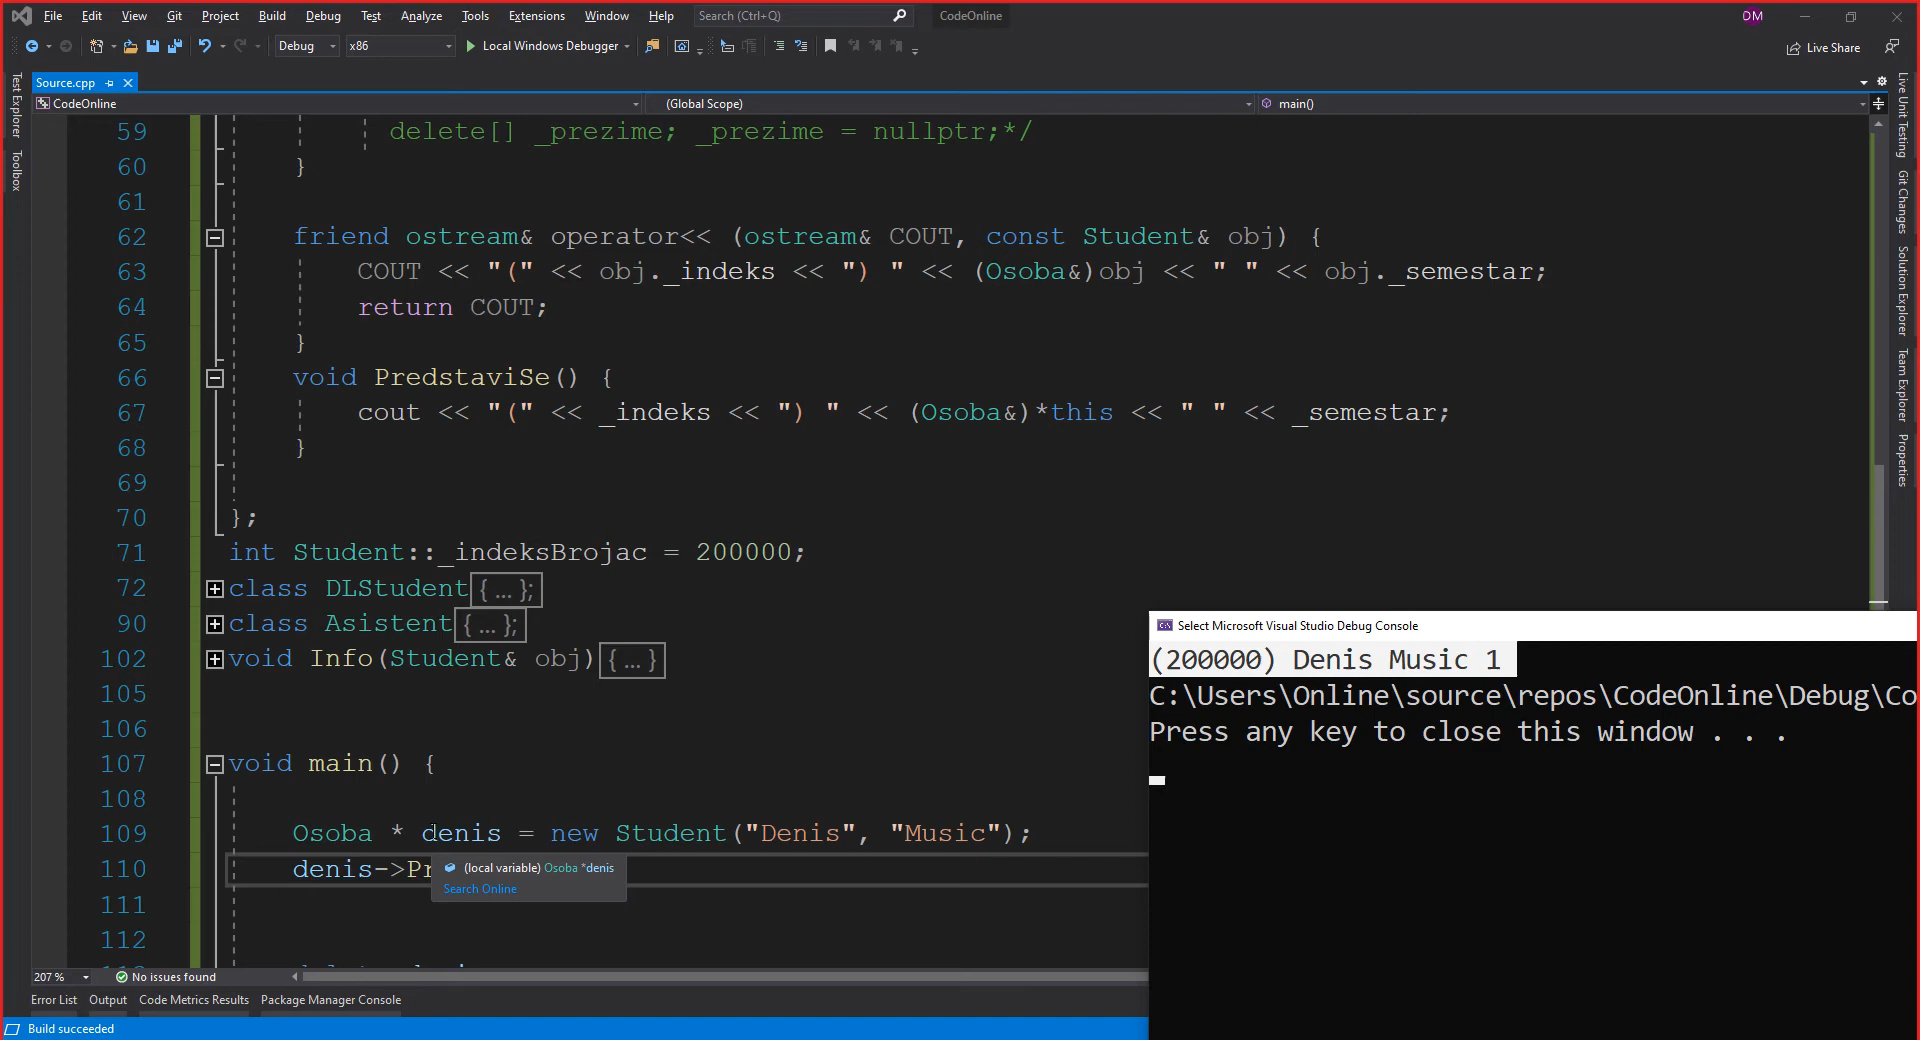 File Edit View Git Project Build Debug Test Analyze Tools Extensions Window Help Search (Ctrl+Q) CodeOnline DM
Debug x86 Local Windows Debugger Live Share
Source.cpp
CodeOnline (Global Scope) main()
Test Explorer
Toolbox
59 delete[] _prezime; _prezime = nullptr;*/
60 }
61
62 friend ostream& operator<< (ostream& COUT, const Student& obj) {
63 COUT << "(" << obj._indeks << ") " << (Osoba&)obj << " " << obj._semestar;
64 return COUT;
65 }
66 void PredstaviSe() {
67 cout << "(" << _indeks << ") " << (Osoba&)*this << " " << _semestar;
68 }
69
70 };
71 int Student::_indeksBrojac = 200000;
72 class DLStudent{ ... };
90 class Asistent{ ... };
102 void Info(Student& obj){ ... }
105
106
107 void main() {
108
109 Osoba * denis = new Student("Denis", "Music");
110 denis->Pr
(local variable) Osoba *denis
Search Online
111
112
Live Unit Testing
Git Changes
Solution Explorer
Team Explorer
Properties
Select Microsoft Visual Studio Debug Console
(200000) Denis Music 1
C:\Users\Online\source\repos\CodeOnline\Debug\Co
Press any key to close this window . . .
207 % No issues found
Error List Output Code Metrics Results Package Manager Console
Build succeeded